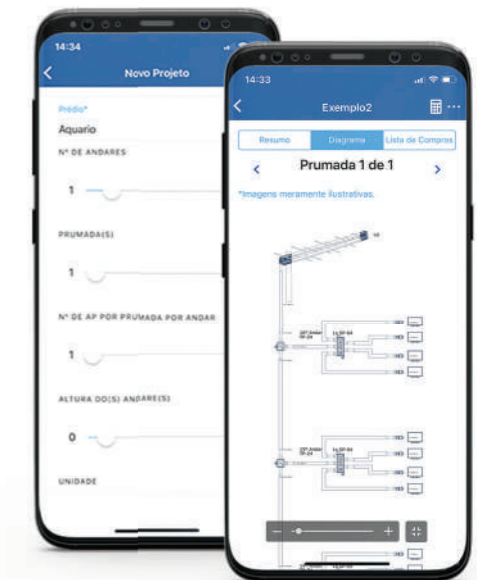 14:34
Novo Projeto
Prédio*
Aquario
Nº DE ANDARES
1
PRUMADA(S)
1
Nº DE AP POR PRUMADA POR ANDAR
1
ALTURA DO(S) ANDARE(S)
0
UNIDADE
14:33
Exemplo2
Resumo
Diagrama
Lista de Compras
Prumada 1 de 1
*Imagens meramente ilustrativas.